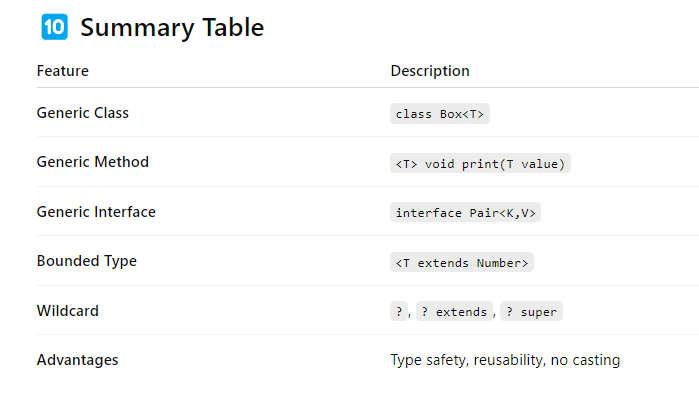 🔟 Summary Table
Feature Description
Generic Class class Box<T>
Generic Method <T> void print(T value)
Generic Interface interface Pair<K,V>
Bounded Type <T extends Number>
Wildcard ?, ? extends, ? super
Advantages Type safety, reusability, no casting